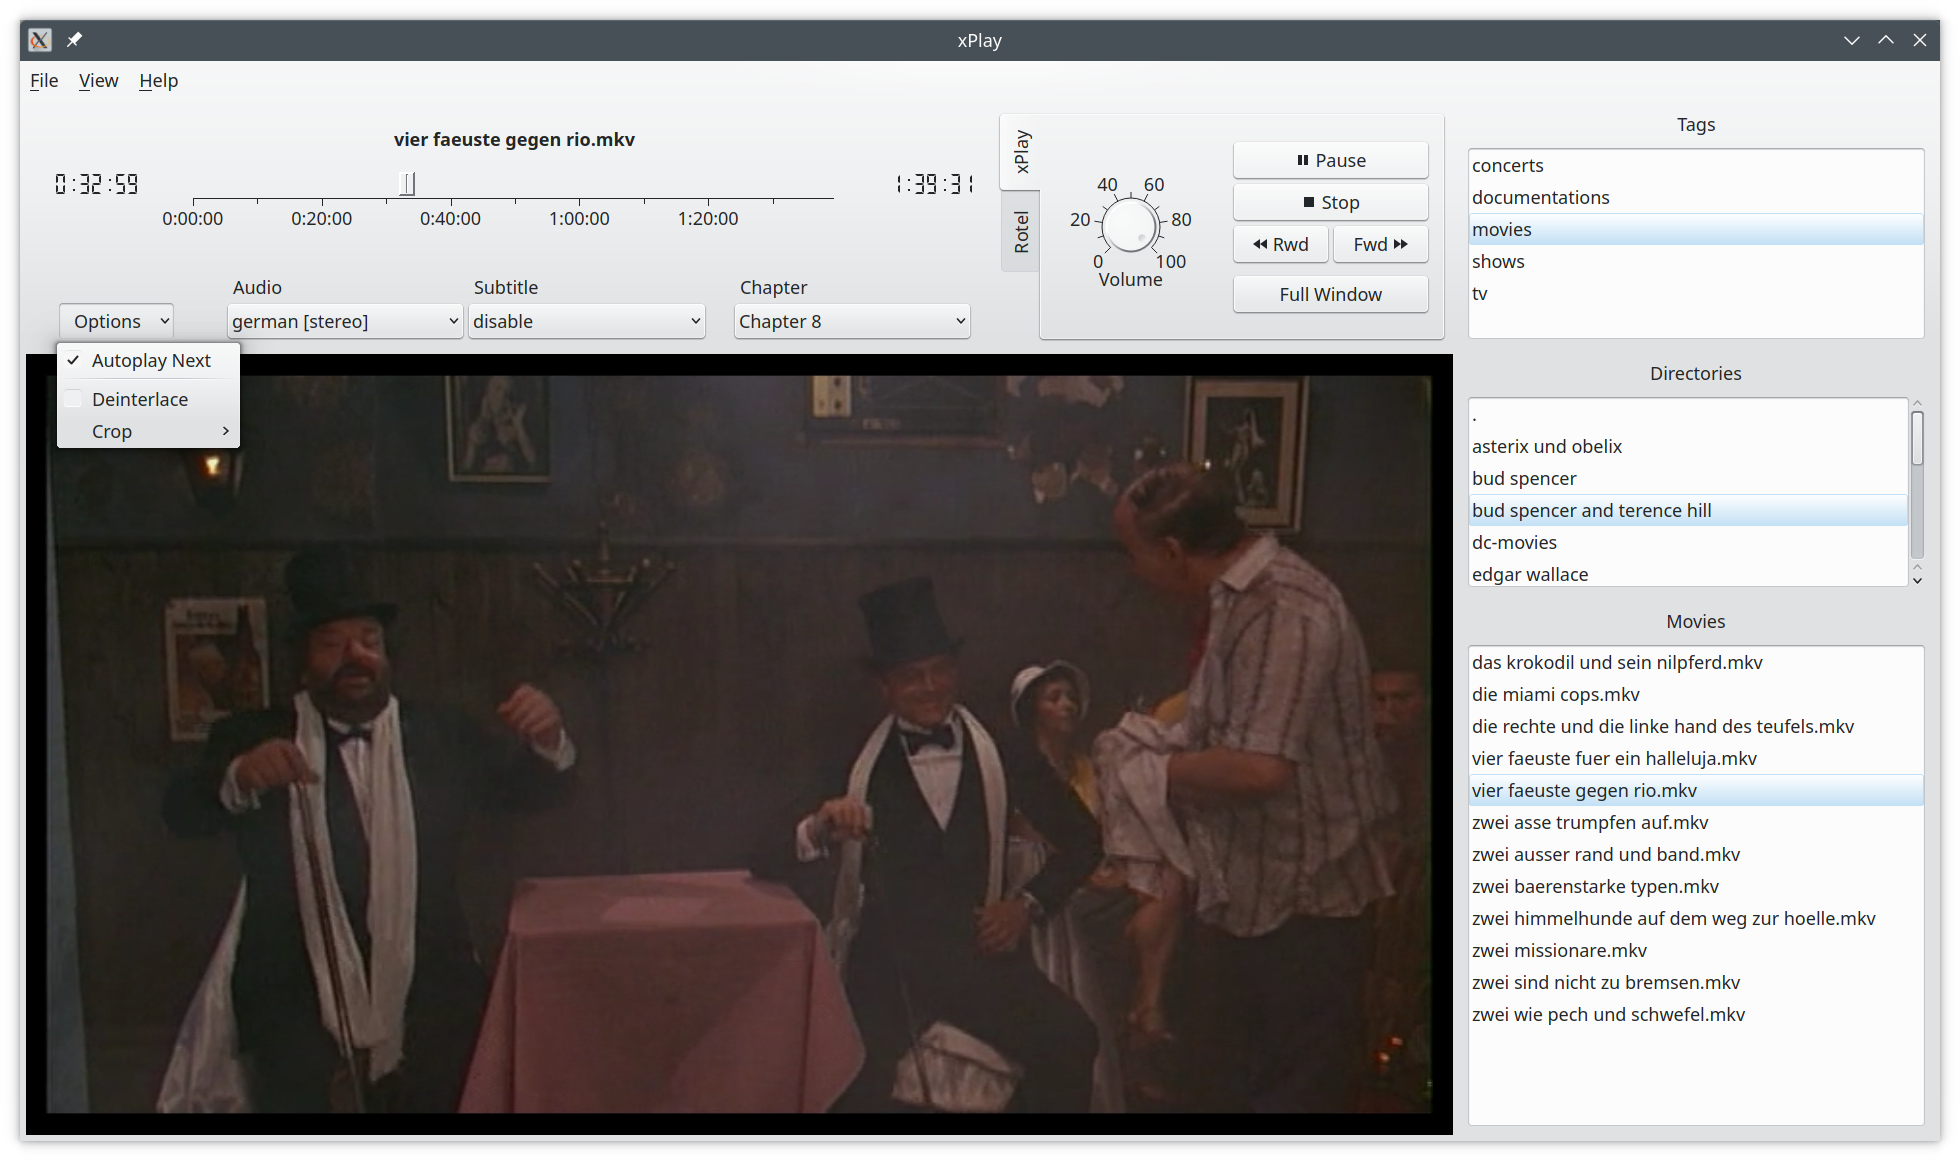 xPlay
File View Help
vier faeuste gegen rio.mkv
0:32:59
1:39:31
0:00:00 0:20:00 0:40:00 1:00:00 1:20:00
Options
Audio
german [stereo]
Subtitle
disable
Chapter
Chapter 8
Autoplay Next
Deinterlace
Crop
xPlay
Rotel
0 20 40 60 80 100
Volume
Pause
Stop
Rwd Fwd
Full Window
Tags
concerts
documentations
movies
shows
tv
Directories
.
asterix und obelix
bud spencer
bud spencer and terence hill
dc-movies
edgar wallace
Movies
das krokodil und sein nilpferd.mkv
die miami cops.mkv
die rechte und die linke hand des teufels.mkv
vier faeuste fuer ein halleluja.mkv
vier faeuste gegen rio.mkv
zwei asse trumpfen auf.mkv
zwei ausser rand und band.mkv
zwei baerenstarke typen.mkv
zwei himmelhunde auf dem weg zur hoelle.mkv
zwei missionare.mkv
zwei sind nicht zu bremsen.mkv
zwei wie pech und schwefel.mkv